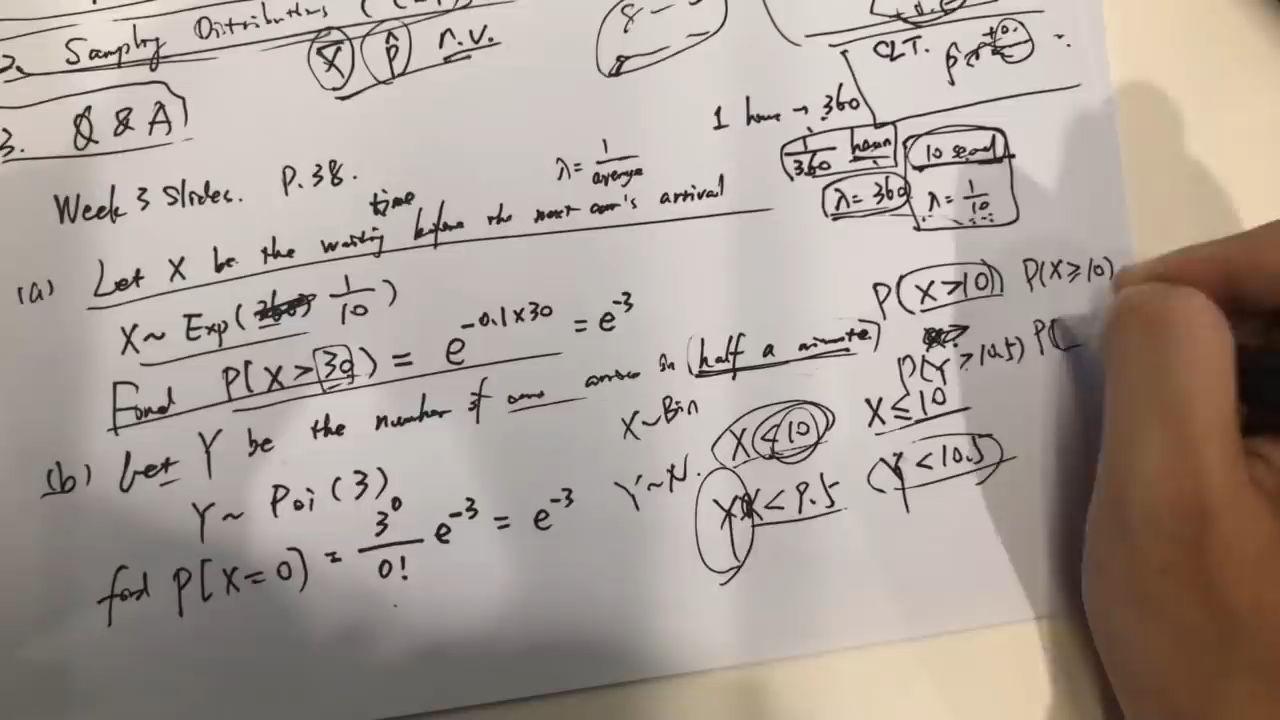 2. Sampling Distributions
X̄ p̂ r.v.
8 –
CLT. p̂
3. Q & A
1 hour → 360
1/360 hour
10 second
λ = 360
λ = 1/10
Week 3 Slides. P.38.
λ = 1/average
(a) Let X be the waiting time before the next car's arrival
X ~ Exp( 1/10 )
Find P(X > 30) = e^{-0.1×30} = e^{-3}
(b) Let Y be the number of cars arrives in (half a minute)
Y ~ Poi (3)
find P(X = 0) = 3^0/0! e^{-3} = e^{-3}
X ~ Bin
Y ~ N.
X < 10
Y X < 9.5
P(X > 10)
P(Y > 10.5)
X ≤ 10
Y < 10.5
P(X ≥ 10)
P(